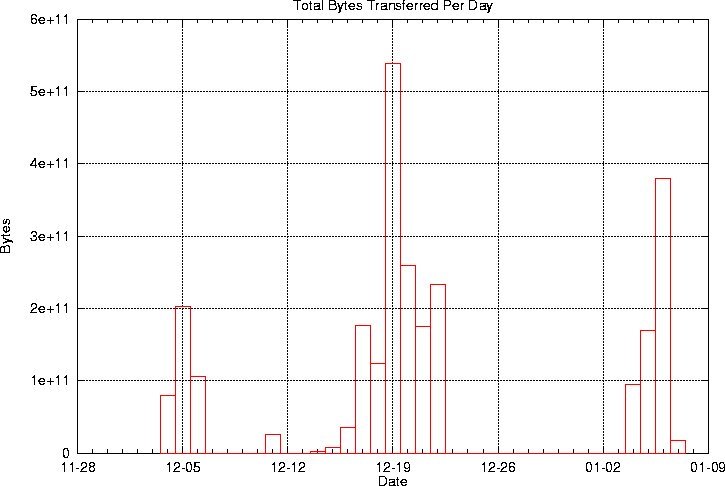 Total Bytes Transferred Per Day
6e+11
5e+11
4e+11
3e+11
2e+11
1e+11
0
Bytes
11-28 12-05 12-12 12-19 12-26 01-02 01-09
Date